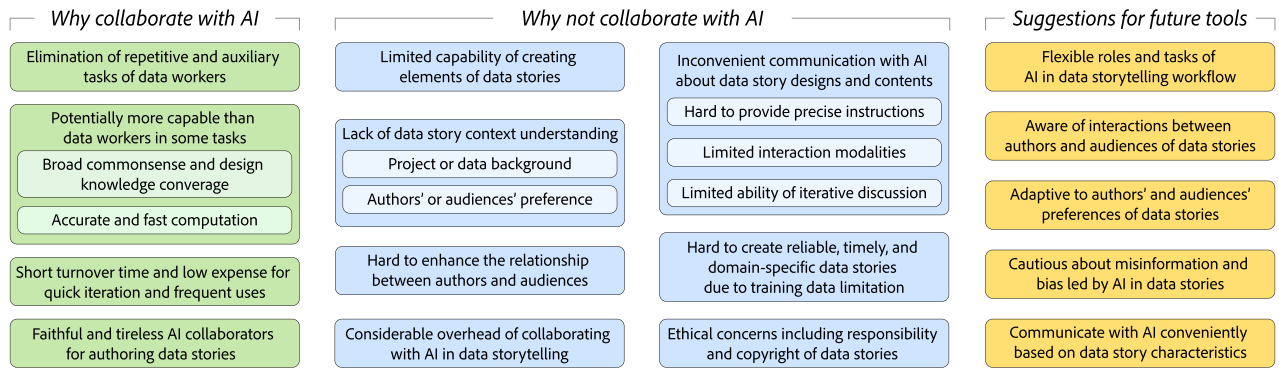 Why collaborate with AI
Elimination of repetitive and auxiliary
tasks of data workers
Potentially more capable than
data workers in some tasks
Broad commonsense and design
knowledge converage
Accurate and fast computation
Short turnover time and low expense for
quick iteration and frequent uses
Faithful and tireless AI collaborators
for authoring data stories
Why not collaborate with AI
Limited capability of creating
elements of data stories
Lack of data story context understanding
Project or data background
Authors' or audiences' preference
Hard to enhance the relationship
between authors and audiences
Considerable overhead of collaborating
with AI in data storytelling
Inconvenient communication with AI
about data story designs and contents
Hard to provide precise instructions
Limited interaction modalities
Limited ability of iterative discussion
Hard to create reliable, timely, and
domain-specific data stories
due to training data limitation
Ethical concerns including responsibility
and copyright of data stories
Suggestions for future tools
Flexible roles and tasks of
AI in data storytelling workflow
Aware of interactions between
authors and audiences of data stories
Adaptive to authors' and audiences'
preferences of data stories
Cautious about misinformation and
bias led by AI in data stories
Communicate with AI conveniently
based on data story characteristics